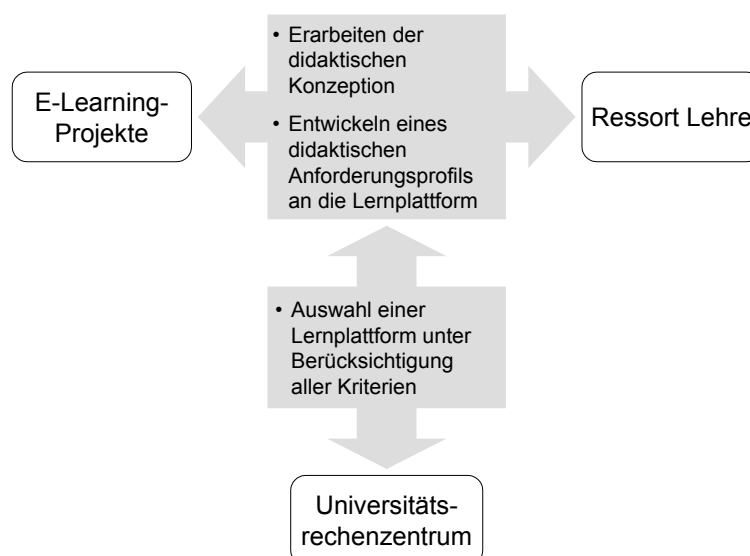 • Erarbeiten der
didaktischen
Konzeption
• Entwickeln eines
didaktischen
Anforderungsprofils
an die Lernplattform
E-Learning-
Projekte
Ressort Lehre
• Auswahl einer
Lernplattform unter
Berücksichtigung
aller Kriterien
Universitäts-
rechenzentrum